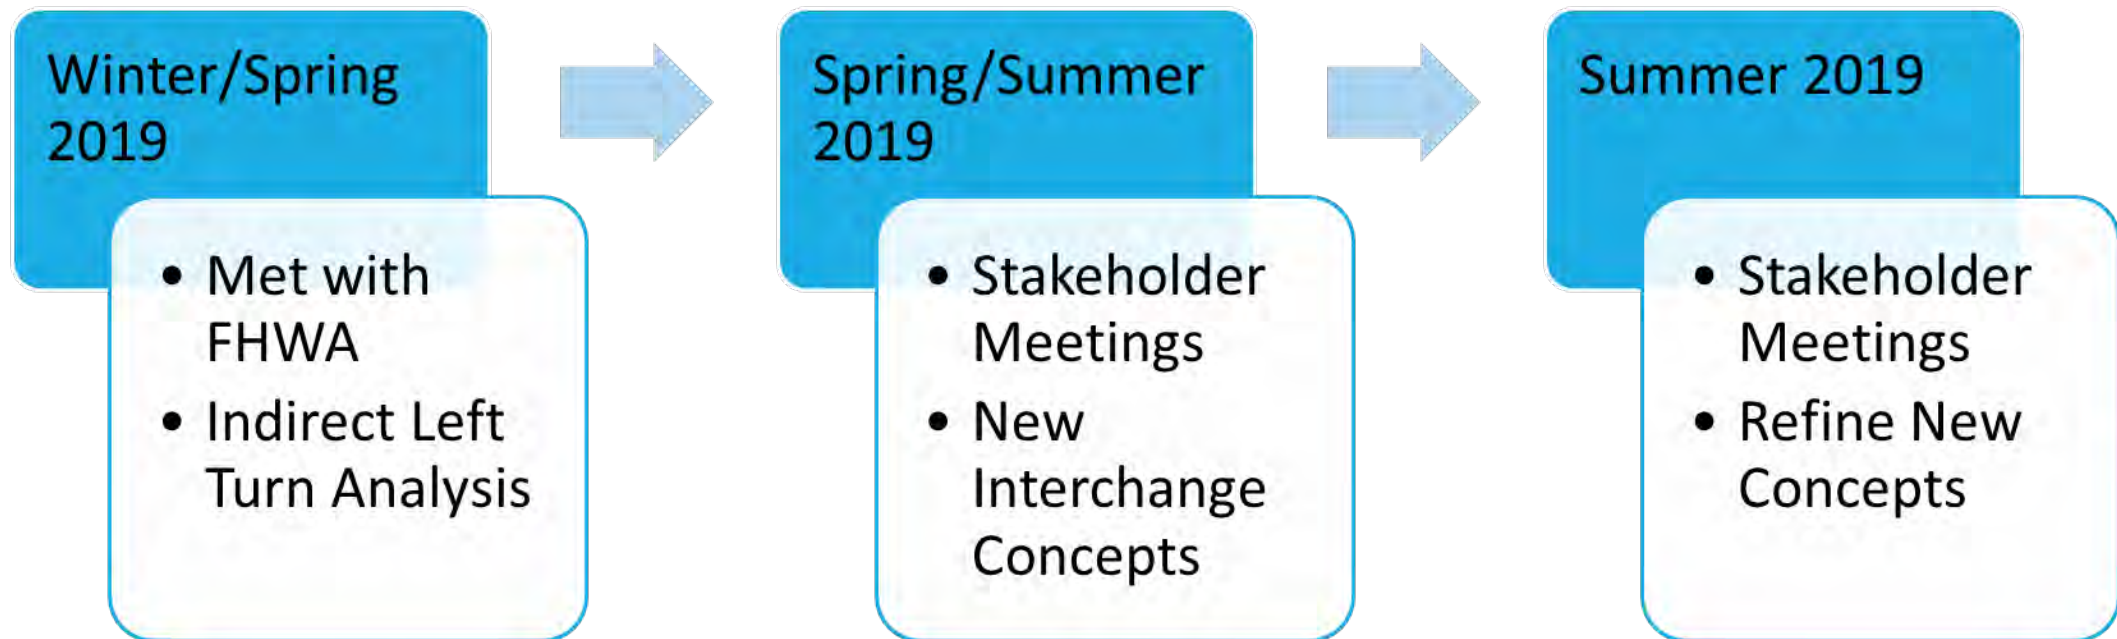 Winter/Spring
2019
• Met with
FHWA
• Indirect Left
Turn Analysis
Spring/Summer
2019
• Stakeholder
Meetings
• New
Interchange
Concepts
Summer 2019
• Stakeholder
Meetings
• Refine New
Concepts